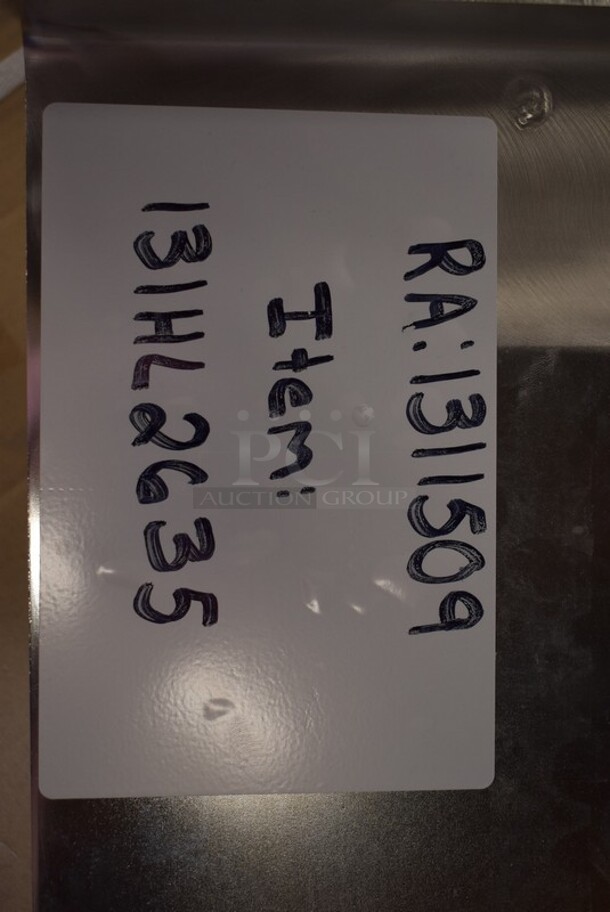 RA:1311509
Item:
131HL2635
PCI
AUCTION GROUP